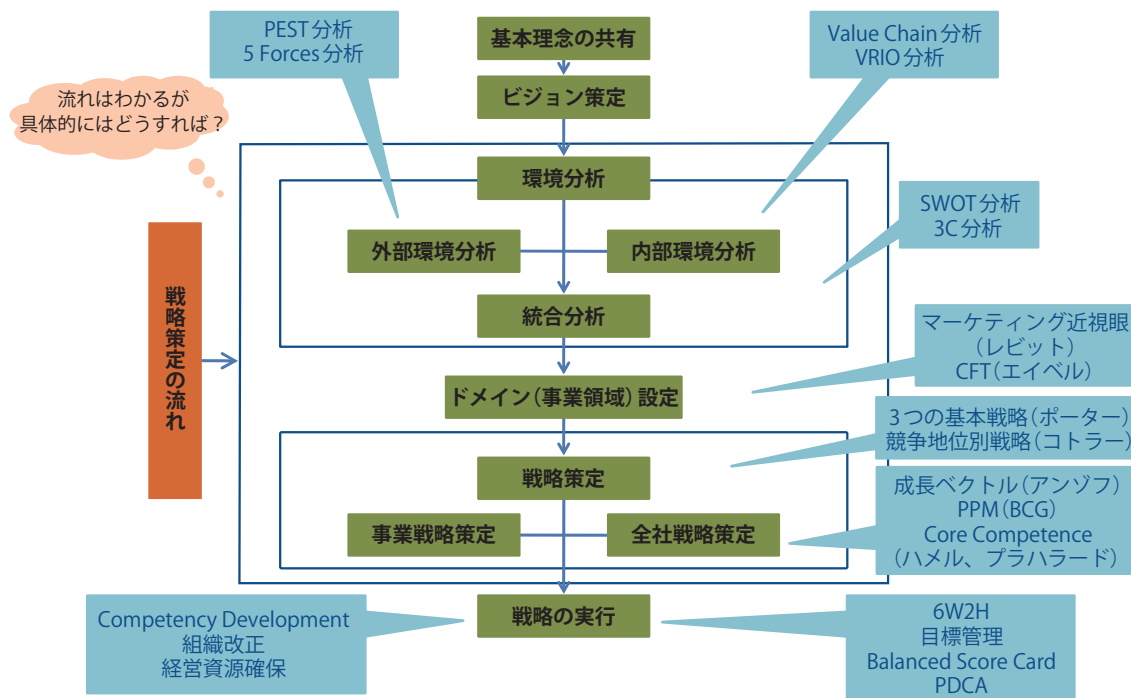 PEST分析
5 Forces分析
基本理念の共有
Value Chain分析
VRIO分析
流れはわかるが
具体的にはどうすれば？
ビジョン策定
環境分析
SWOT分析
3C分析
外部環境分析
内部環境分析
戦略策定の流れ
統合分析
マーケティング近視眼
（レビット）
CFT（エイベル）
ドメイン（事業領域）設定
3つの基本戦略（ポーター）
競争地位別戦略（コトラー）
戦略策定
成長ベクトル（アンゾフ）
PPM（BCG）
Core Competence
（ハメル、プラハラード）
事業戦略策定
全社戦略策定
Competency Development
組織改正
経営資源確保
戦略の実行
6W2H
目標管理
Balanced Score Card
PDCA